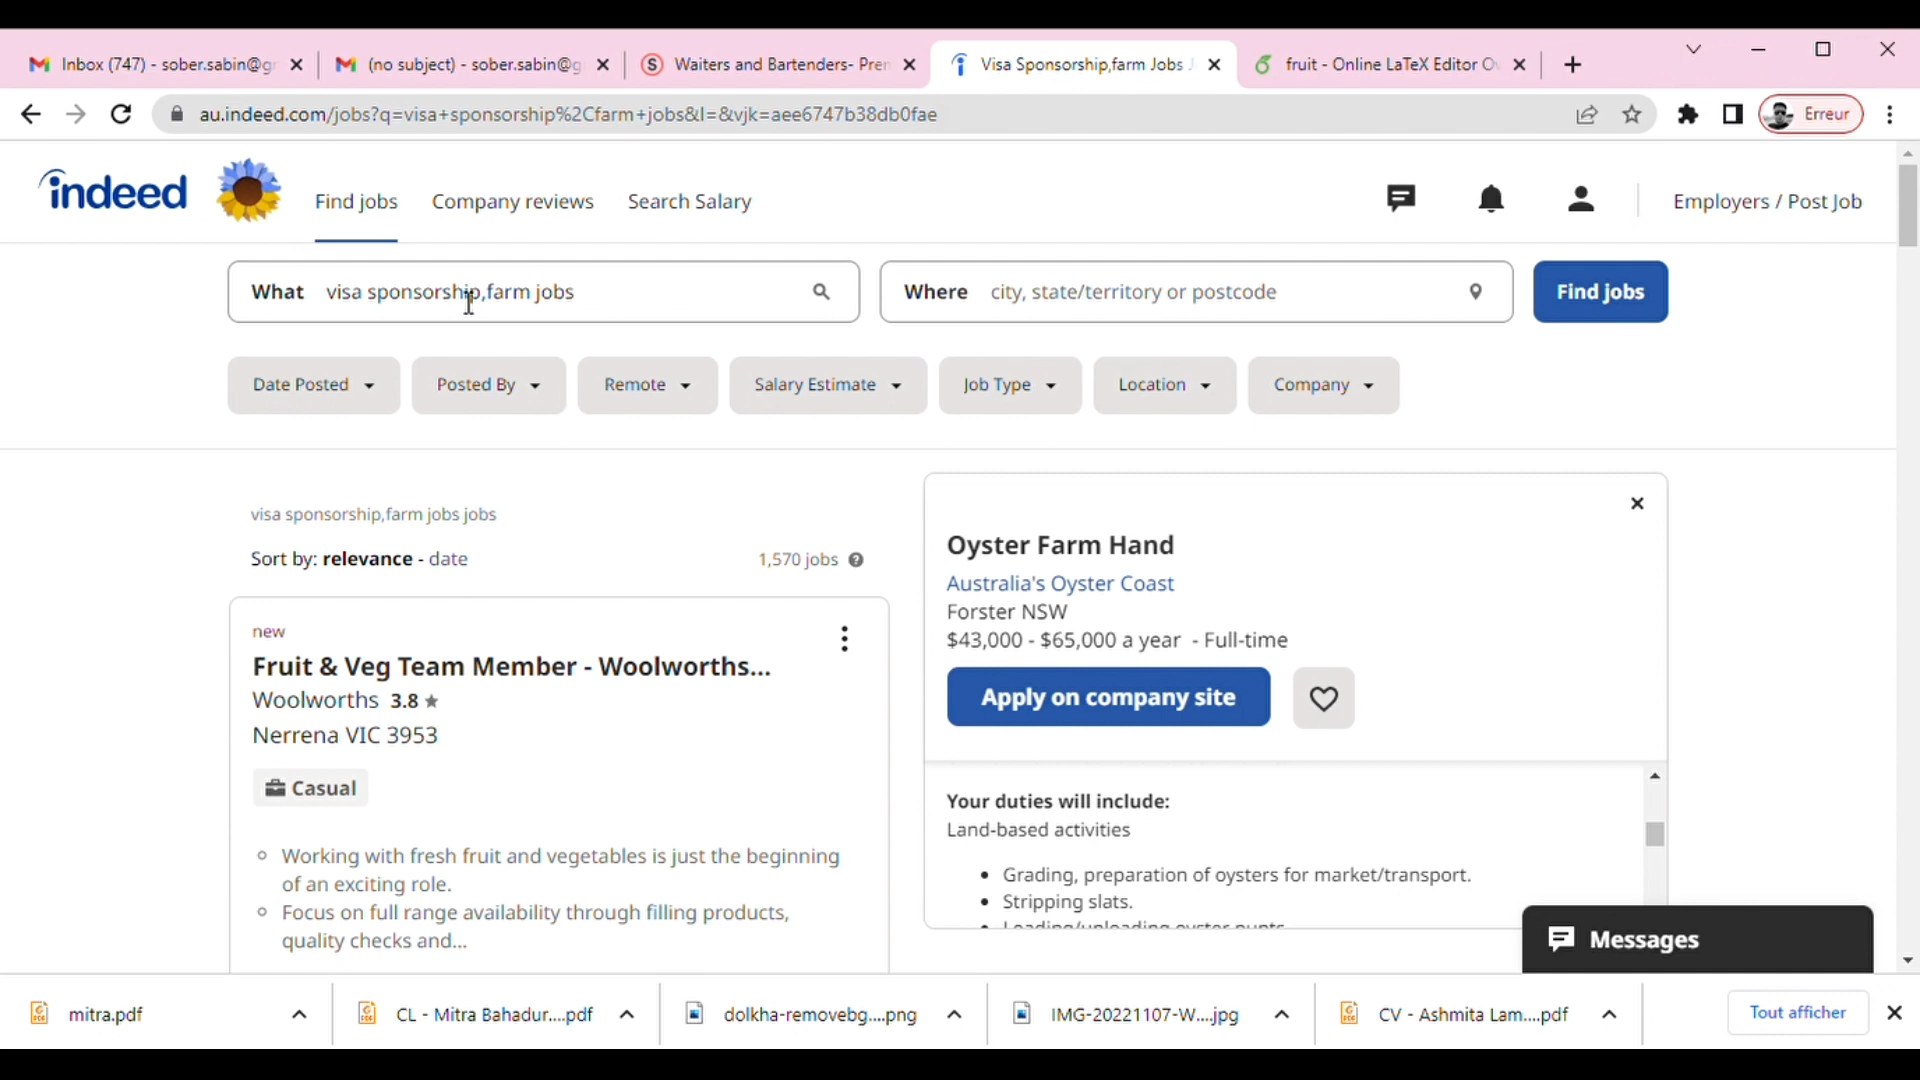 Inbox (747) - sober.sabin@gr
(no subject) - sober.sabin@g
Waiters and Bartenders- Prer
Visa Sponsorship,farm Jobs J
fruit - Online LaTeX Editor Ov
au.indeed.com/jobs?q=visa+sponsorship%2Cfarm+jobs&l=&vjk=aee6747b38db0fae
Erreur
indeed
Find jobs
Company reviews
Search Salary
Employers / Post Job
What visa sponsorship,farm jobs
Where city, state/territory or postcode
Find jobs
Date Posted
Posted By
Remote
Salary Estimate
Job Type
Location
Company
visa sponsorship,farm jobs jobs
Sort by: relevance - date
1,570 jobs
new
Fruit & Veg Team Member - Woolworths...
Woolworths 3.8
Nerrena VIC 3953
Casual
Working with fresh fruit and vegetables is just the beginning
of an exciting role.
Focus on full range availability through filling products,
quality checks and...
Oyster Farm Hand
Australia's Oyster Coast
Forster NSW
$43,000 - $65,000 a year - Full-time
Apply on company site
Your duties will include:
Land-based activities
Grading, preparation of oysters for market/transport.
Stripping slats.
Loading/unloading oyster punts
Messages
mitra.pdf
CL - Mitra Bahadur....pdf
dolkha-removebg....png
IMG-20221107-W....jpg
CV - Ashmita Lam....pdf
Tout afficher